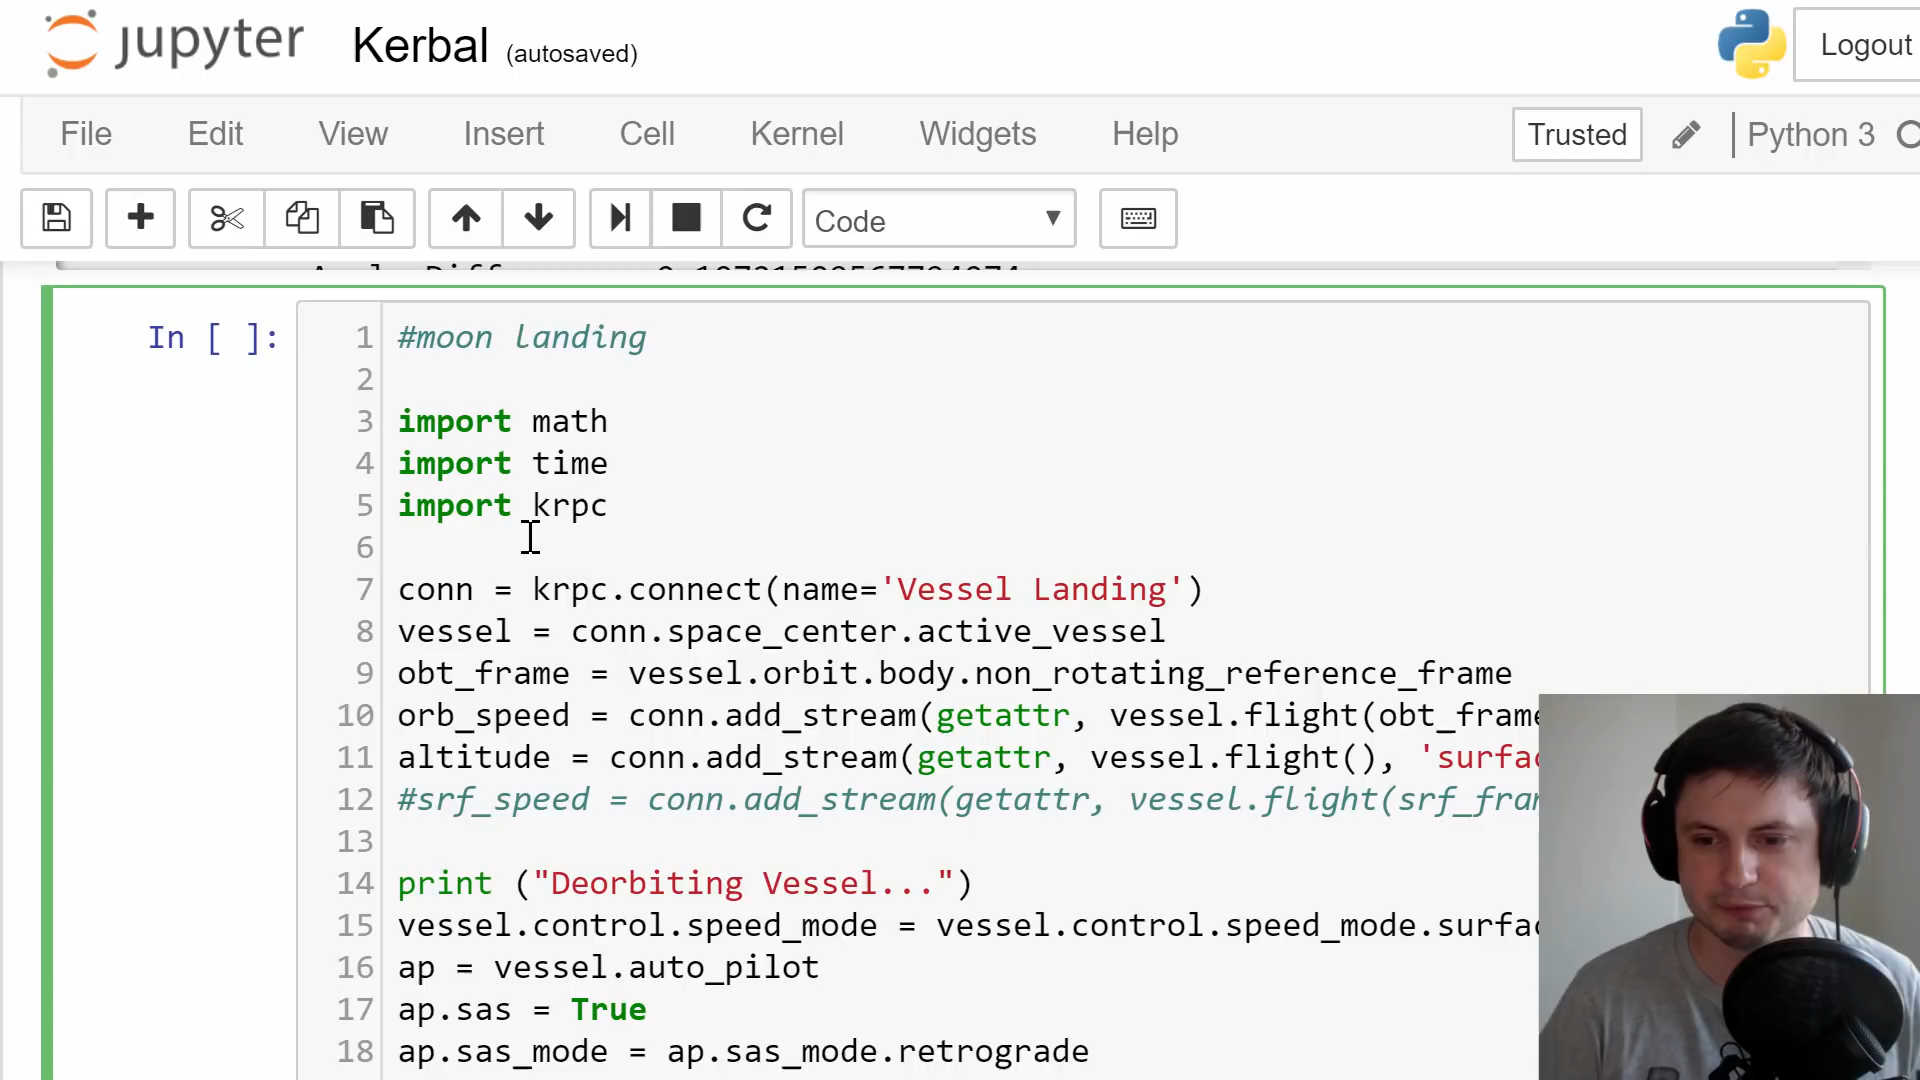 jupyter Kerbal (autosaved) Logout
File Edit View Insert Cell Kernel Widgets Help Trusted Python 3
Code
In [ ]:
1 #moon landing
2
3 import math
4 import time
5 import krpc
6
7 conn = krpc.connect(name='Vessel Landing')
8 vessel = conn.space_center.active_vessel
9 obt_frame = vessel.orbit.body.non_rotating_reference_frame
10 orb_speed = conn.add_stream(getattr, vessel.flight(obt_frame
11 altitude = conn.add_stream(getattr, vessel.flight(), 'surfac
12 #srf_speed = conn.add_stream(getattr, vessel.flight(srf_fra
13
14 print ("Deorbiting Vessel...")
15 vessel.control.speed_mode = vessel.control.speed_mode.surfac
16 ap = vessel.auto_pilot
17 ap.sas = True
18 ap.sas_mode = ap.sas_mode.retrograde